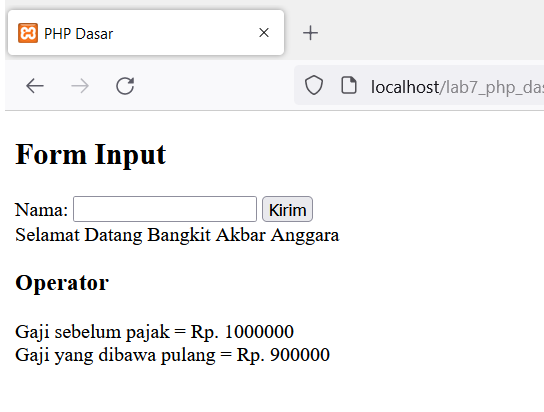 PHP Dasar
localhost/lab7_php_das
Form Input
Nama: Kirim
Selamat Datang Bangkit Akbar Anggara
Operator
Gaji sebelum pajak = Rp. 1000000
Gaji yang dibawa pulang = Rp. 900000